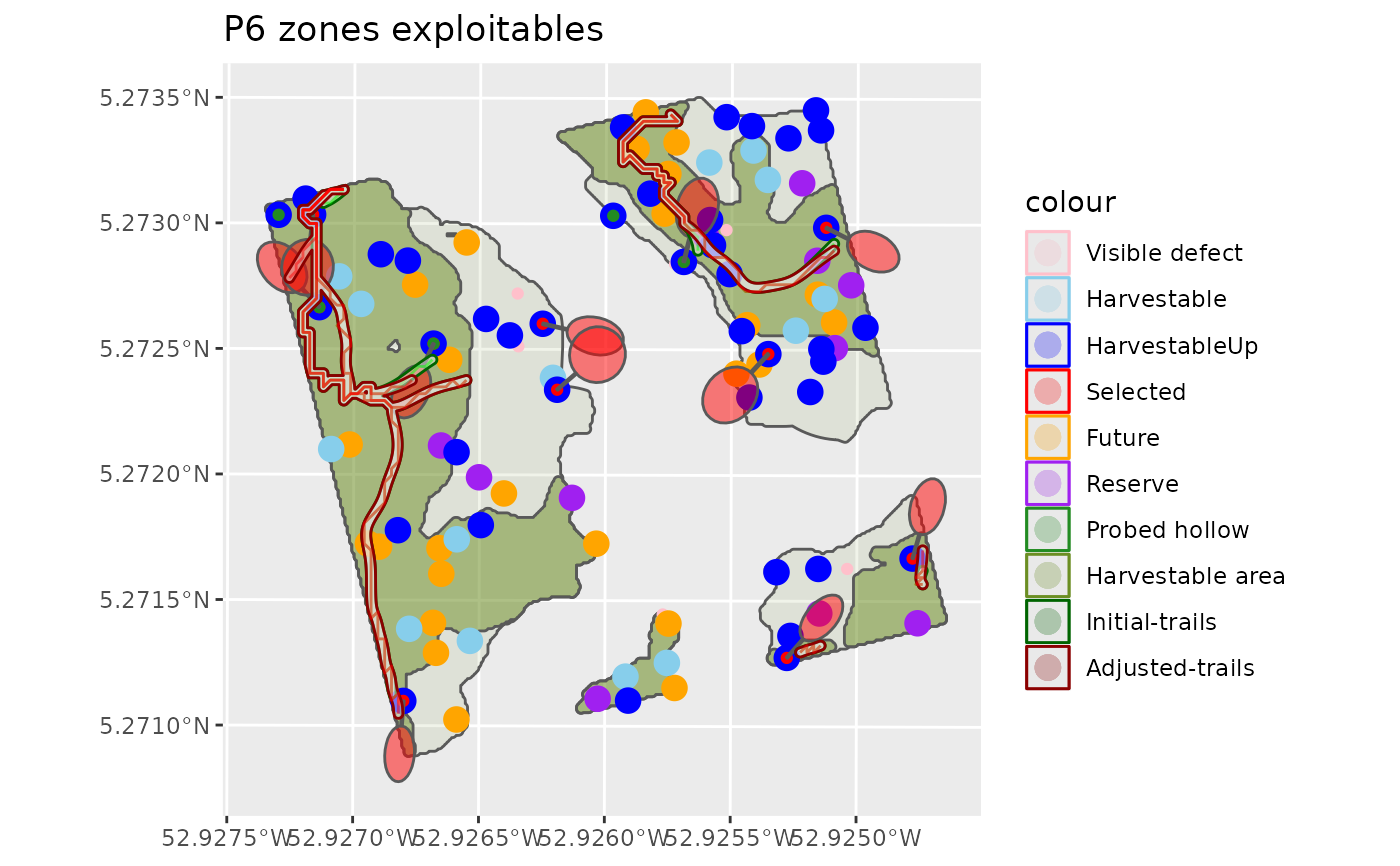 P6 zones exploitables
5.2735°N
5.2730°N
5.2725°N
5.2720°N
5.2715°N
5.2710°N
52.9275°W 52.9270°W 52.9265°W 52.9260°W 52.9255°W 52.9250°W
colour
Visible defect
Harvestable
HarvestableUp
Selected
Future
Reserve
Probed hollow
Harvestable area
Initial-trails
Adjusted-trails